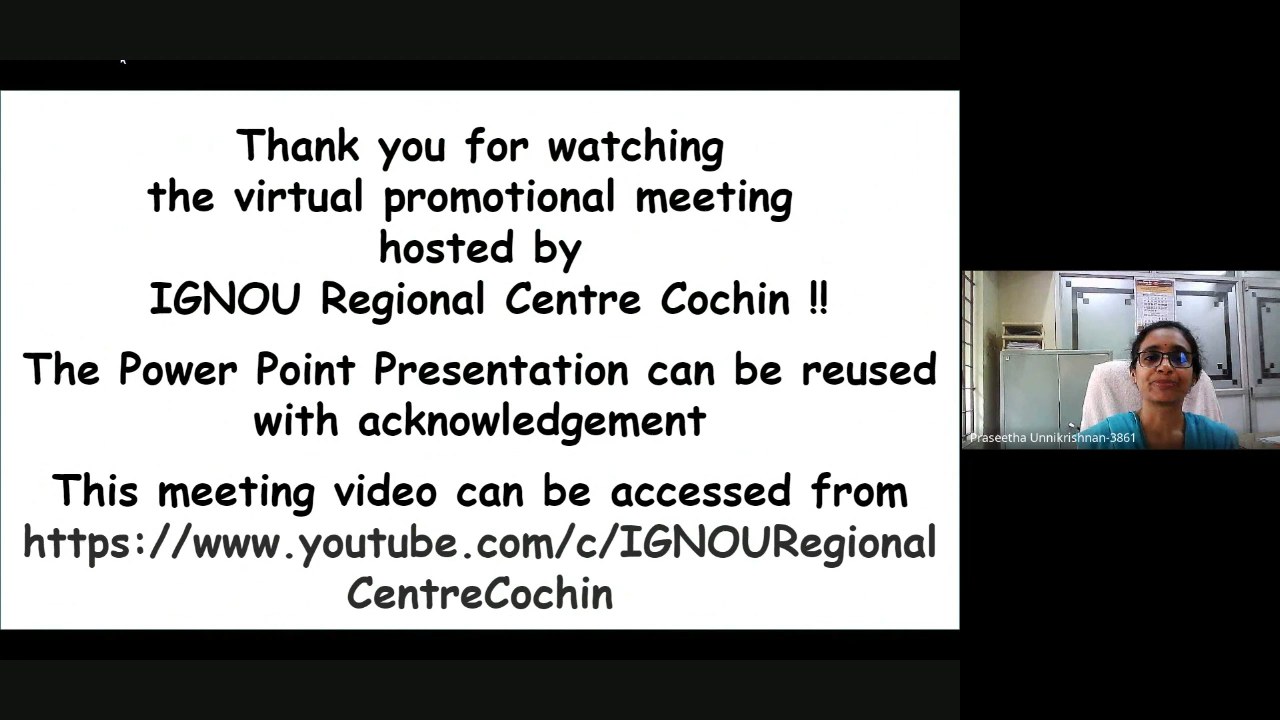 Thank you for watching
the virtual promotional meeting
hosted by
IGNOU Regional Centre Cochin !!
The Power Point Presentation can be reused
with acknowledgement
This meeting video can be accessed from
https://www.youtube.com/c/IGNOURegional
CentreCochin
Praseetha Unnikrishnan-3861